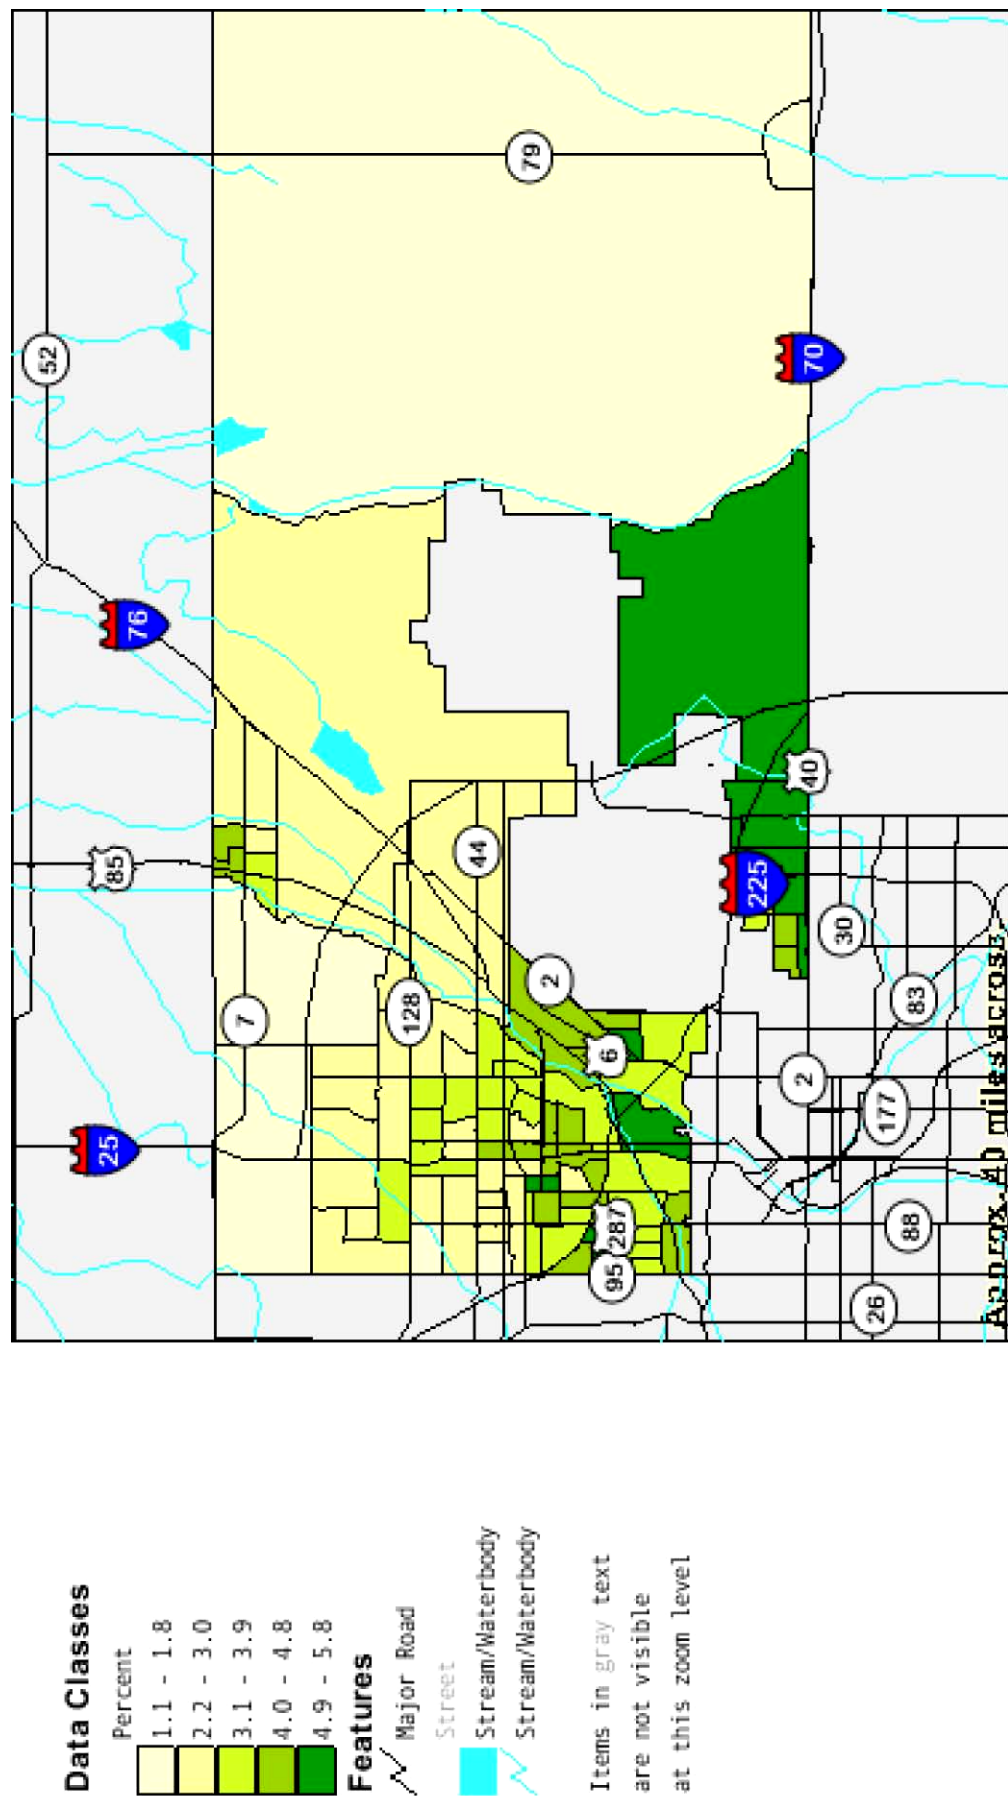 Data Classes
Percent
1.1 - 1.8
2.2 - 3.0
3.1 - 3.9
4.0 - 4.8
4.9 - 5.8
Features
Major Road
Street
Stream/Waterbody
Stream/Waterbody
Items in gray text
are not visible
at this zoom level
25
85
76
52
7
128
44
79
2
6
95
287
225
40
70
2
30
83
177
88
26
Approx. 40 miles across